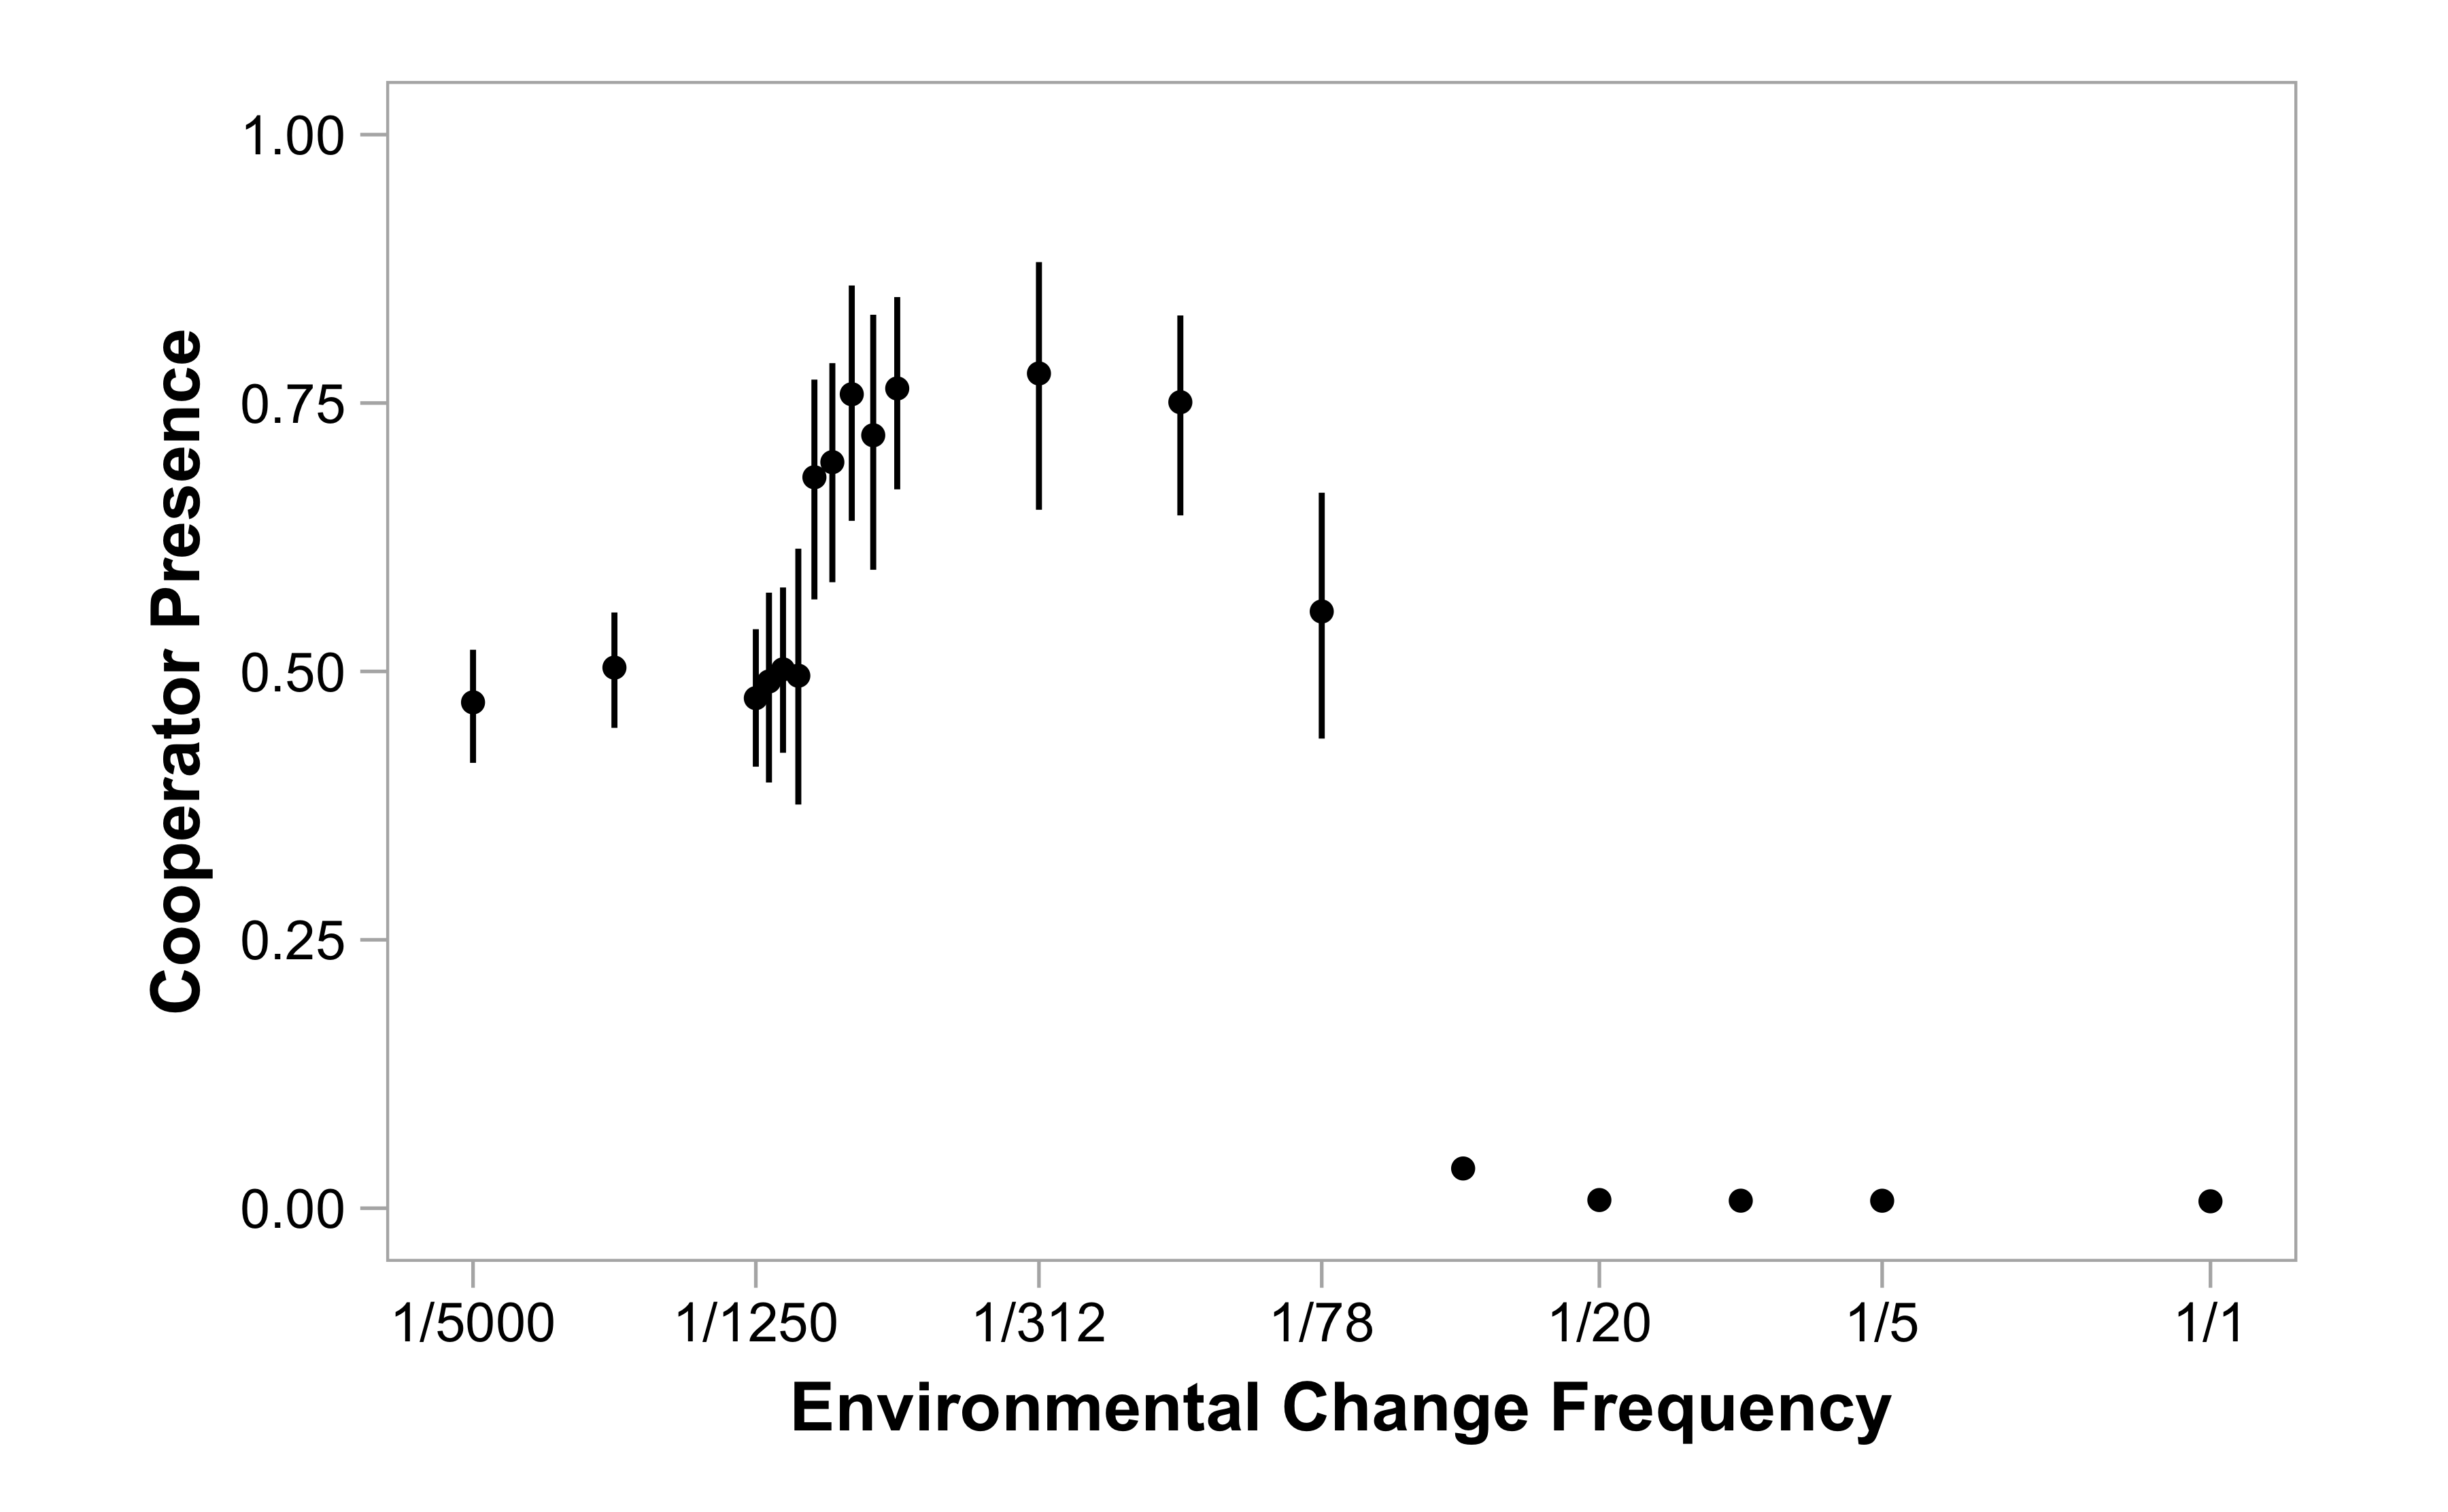 Cooperator Presence
1.00
0.75
0.50
0.25
0.00
1/5000 1/1250 1/312 1/78 1/20 1/5 1/1
Environmental Change Frequency